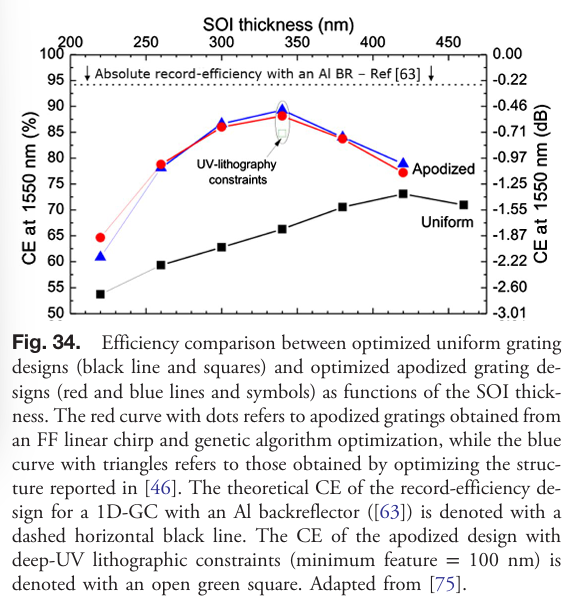 SOI thickness (nm)
200 250 300 350 400 450
100 0.00
95 ↓ Absolute record-efficiency with an Al BR – Ref [63] ↓ -0.22
90 -0.46
85 -0.71
80 UV-lithography -0.97
constraints Apodized
75 -1.25
70 -1.55
Uniform
65 -1.87
60 -2.22
55 -2.60
50 -3.01
CE at 1550 nm (%)
CE at 1550 nm (dB)
Fig. 34. Efficiency comparison between optimized uniform grating
designs (black line and squares) and optimized apodized grating de-
signs (red and blue lines and symbols) as functions of the SOI thick-
ness. The red curve with dots refers to apodized gratings obtained from
an FF linear chirp and genetic algorithm optimization, while the blue
curve with triangles refers to those obtained by optimizing the struc-
ture reported in [46]. The theoretical CE of the record-efficiency de-
sign for a 1D-GC with an Al backreflector ([63]) is denoted with a
dashed horizontal black line. The CE of the apodized design with
deep-UV lithographic constraints (minimum feature = 100 nm) is
denoted with an open green square. Adapted from [75].